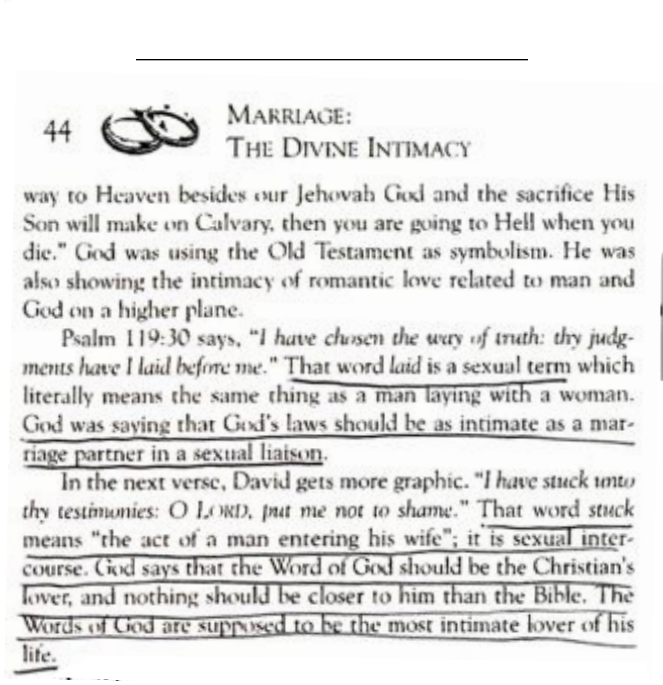 44
MARRIAGE:
THE DIVINE INTIMACY
way to Heaven besides our Jehovah God and the sacrifice His
Son will make on Calvary, then you are going to Hell when you
die." God was using the Old Testament as symbolism. He was
also showing the intimacy of romantic love related to man and
God on a higher plane.
Psalm 119:30 says, "I have chosen the way of truth: thy judg-
ments have I laid before me." That word laid is a sexual term which
literally means the same thing as a man laying with a woman.
God was saying that God's laws should be as intimate as a mar-
riage partner in a sexual liaison.
In the next verse, David gets more graphic. "I have stuck unto
thy testimonies: O LORD, put me not to shame." That word stuck
means "the act of a man entering his wife"; it is sexual inter-
course. God says that the Word of God should be the Christian's
lover, and nothing should be closer to him than the Bible. The
Words of God are supposed to be the most intimate lover of his
life.